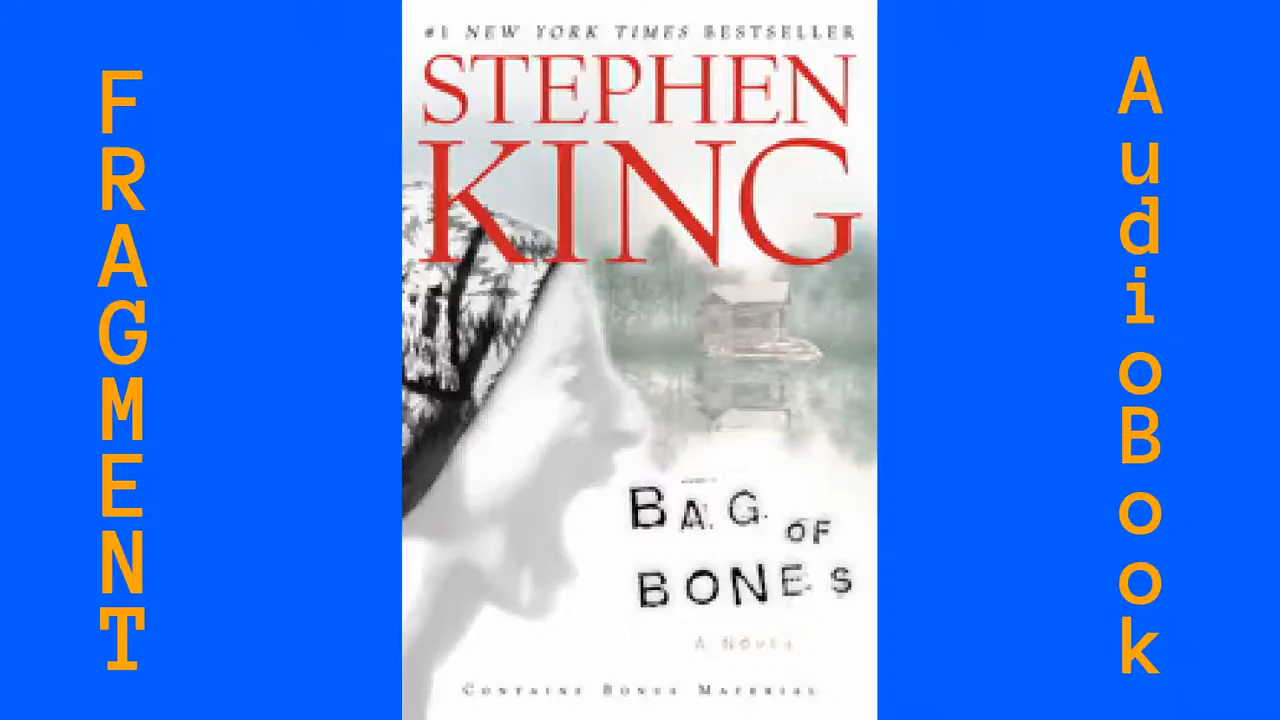 FRAGMENT
#1 NEW YORK TIMES BESTSELLER
STEPHEN
KING
BAG OF
BONES
A NOVEL
CONTAINS BONUS MATERIAL
AudioBook